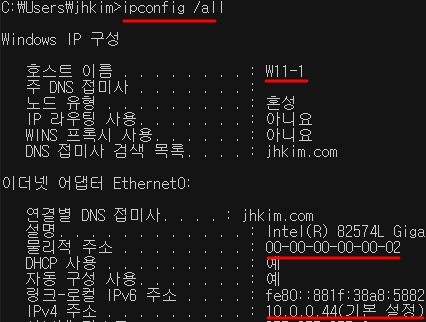 C:₩Users₩jhkim>ipconfig /all
Windows IP 구성
호스트 이름 . . . . . . . . : W11-1
주 DNS 접미사 . . . . . . . :
노드 유형 . . . . . . . . . : 혼성
IP 라우팅 사용. . . . . . . : 아니요
WINS 프록시 사용. . . . . . : 아니요
DNS 접미사 검색 목록. . . . : jhkim.com
이더넷 어댑터 Ethernet0:
연결별 DNS 접미사. . . . : jhkim.com
설명. . . . . . . . . . . . : Intel(R) 82574L Giga
물리적 주소 . . . . . . . . : 00-00-00-00-00-02
DHCP 사용 . . . . . . . . . : 예
자동 구성 사용. . . . . . . : 예
링크-로컬 IPv6 주소 . . . . : fe80::881f:38a8:5882
IPv4 주소 . . . . . . . . . : 10.0.0.44(기본 설정)